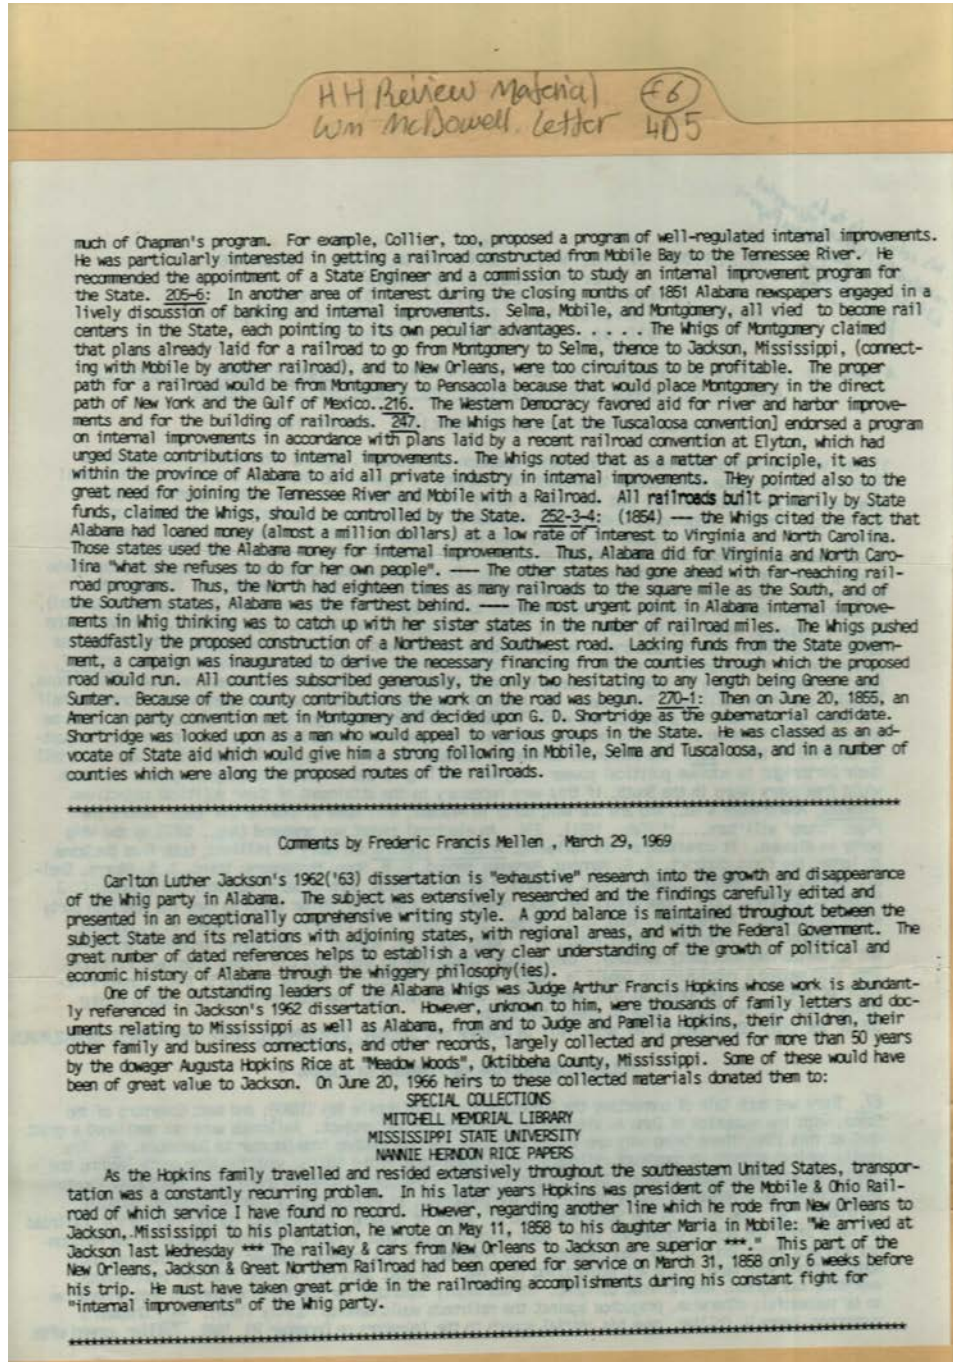 HH Review Material f6
Wm McDowell Letter 4D5
much of Chapman's program. For example, Collier, too, proposed a program of well-regulated internal improvements.
He was particularly interested in getting a railroad constructed from Mobile Bay to the Tennessee River. He
recommended the appointment of a State Engineer and a commission to study an internal improvement program for
the State. 205-6: In another area of interest during the closing months of 1851 Alabama newspapers engaged in a
lively discussion of banking and internal improvements. Selma, Mobile, and Montgomery, all vied to become rail
centers in the State, each pointing to its own peculiar advantages. . . . . The Whigs of Montgomery claimed
that plans already laid for a railroad to go from Montgomery to Selma, thence to Jackson, Mississippi, (connect-
ing with Mobile by another railroad), and to New Orleans, were too circuitous to be profitable. The proper
path for a railroad would be from Montgomery to Pensacola because that would place Montgomery in the direct
path of New York and the Gulf of Mexico..216. The Western Democracy favored aid for river and harbor improve-
ments and for the building of railroads. 247. The Whigs here [at the Tuscaloosa convention] endorsed a program
on internal improvements in accordance with plans laid by a recent railroad convention at Elyton, which had
urged State contributions to internal improvements. The Whigs noted that as a matter of principle, it was
within the province of Alabama to aid all private industry in internal improvements. THey pointed also to the
great need for joining the Tennessee River and Mobile with a Railroad. All railroads built primarily by State
funds, claimed the Whigs, should be controlled by the State. 252-3-4: (1854) --- the Whigs cited the fact that
Alabama had loaned money (almost a million dollars) at a low rate of interest to Virginia and North Carolina.
Those states used the Alabama money for internal improvements. Thus, Alabama did for Virginia and North Caro-
lina "what she refuses to do for her own people". ---- The other states had gone ahead with far-reaching rail-
road programs. Thus, the North had eighteen times as many railroads to the square mile as the South, and of
the Southern states, Alabama was the farthest behind. ---- The most urgent point in Alabama internal improve-
ments in Whig thinking was to catch up with her sister states in the number of railroad miles. The Whigs pushed
steadfastly the proposed construction of a Northeast and Southwest road. Lacking funds from the State govern-
ment, a campaign was inaugurated to derive the necessary financing from the counties through which the proposed
road would run. All counties subscribed generously, the only two hesitating to any length being Greene and
Sumter. Because of the county contributions the work on the road was begun. 270-1: Then on June 20, 1855, an
American party convention met in Montgomery and decided upon G. D. Shortridge as the gubernatorial candidate.
Shortridge was looked upon as a man who would appeal to various groups in the State. He was classed as an ad-
vocate of State aid which would give him a strong following in Mobile, Selma and Tuscaloosa, and in a number of
counties which were along the proposed routes of the railroads.
Comments by Frederic Francis Mellen , March 29, 1969
Carlton Luther Jackson's 1962('63) dissertation is "exhaustive" research into the growth and disappearance
of the Whig party in Alabama. The subject was extensively researched and the findings carefully edited and
presented in an exceptionally comprehensive writing style. A good balance is maintained throughout between the
subject State and its relations with adjoining states, with regional areas, and with the Federal Government. The
great number of dated references helps to establish a very clear understanding of the growth of political and
economic history of Alabama through the whiggery philosophy(ies).
One of the outstanding leaders of the Alabama Whigs was Judge Arthur Francis Hopkins whose work is abundant-
ly referenced in Jackson's 1962 dissertation. However, unknown to him, were thousands of family letters and doc-
uments relating to Mississippi as well as Alabama, from and to Judge and Pamelia Hopkins, their children, their
other family and business connections, and other records, largely collected and preserved for more than 50 years
by the dowager Augusta Hopkins Rice at "Meadow Woods", Oktibbeha County, Mississippi. Some of these would have
been of great value to Jackson. On June 20, 1966 heirs to these collected materials donated them to:
SPECIAL COLLECTIONS
MITCHELL MEMORIAL LIBRARY
MISSISSIPPI STATE UNIVERSITY
NANNIE HERNDON RICE PAPERS
As the Hopkins family travelled and resided extensively throughout the southeastern United States, transpor-
tation was a constantly recurring problem. In his later years Hopkins was president of the Mobile & Ohio Rail-
road of which service I have found no record. However, regarding another line which he rode from New Orleans to
Jackson, Mississippi to his plantation, he wrote on May 11, 1858 to his daughter Maria in Mobile: "We arrived at
Jackson last Wednesday *** The railway & cars from New Orleans to Jackson are superior ***." This part of the
New Orleans, Jackson & Great Northern Railroad had been opened for service on March 31, 1858 only 6 weeks before
his trip. He must have taken great pride in the railroading accomplishments during his constant fight for
"internal improvements" of the Whig party.